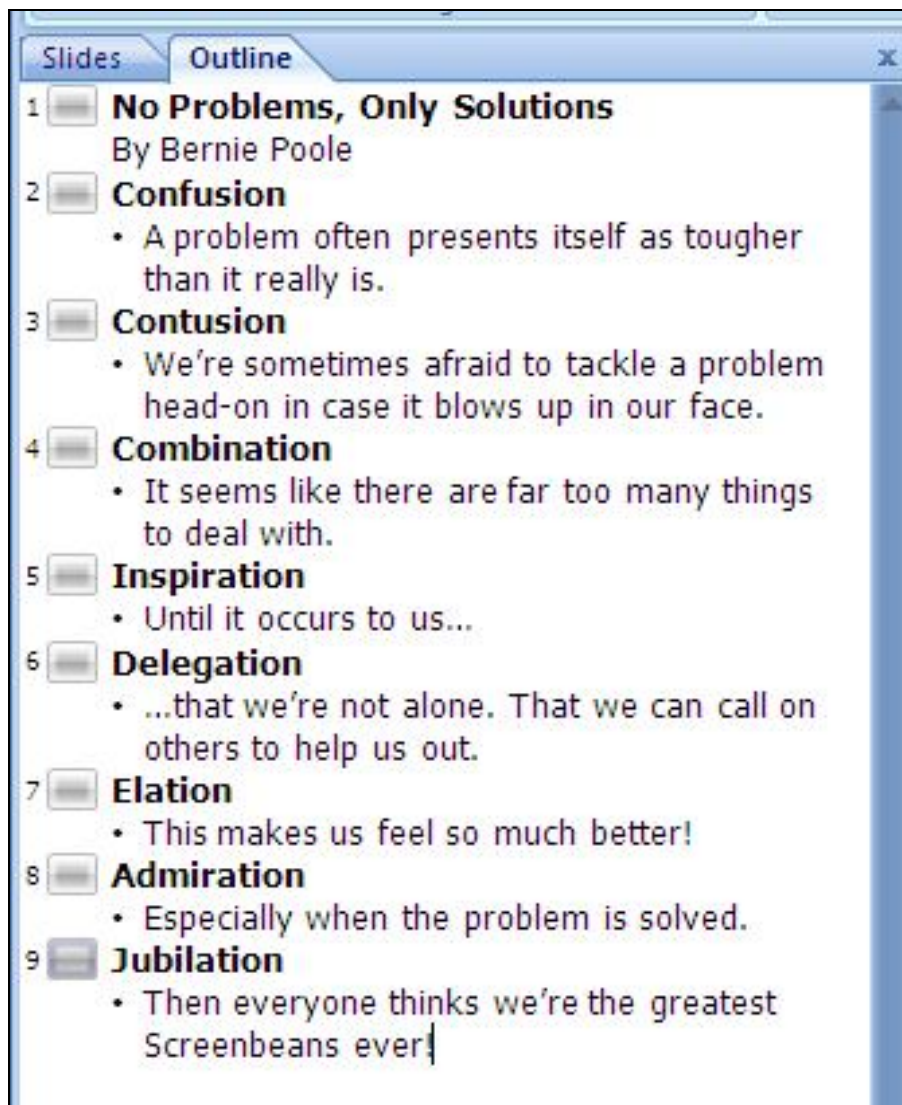 Slides Outline x
1 No Problems, Only Solutions
By Bernie Poole
2 Confusion
• A problem often presents itself as tougher
than it really is.
3 Contusion
• We're sometimes afraid to tackle a problem
head-on in case it blows up in our face.
4 Combination
• It seems like there are far too many things
to deal with.
5 Inspiration
• Until it occurs to us...
6 Delegation
• ...that we're not alone. That we can call on
others to help us out.
7 Elation
• This makes us feel so much better!
8 Admiration
• Especially when the problem is solved.
9 Jubilation
• Then everyone thinks we're the greatest
Screenbeans ever!